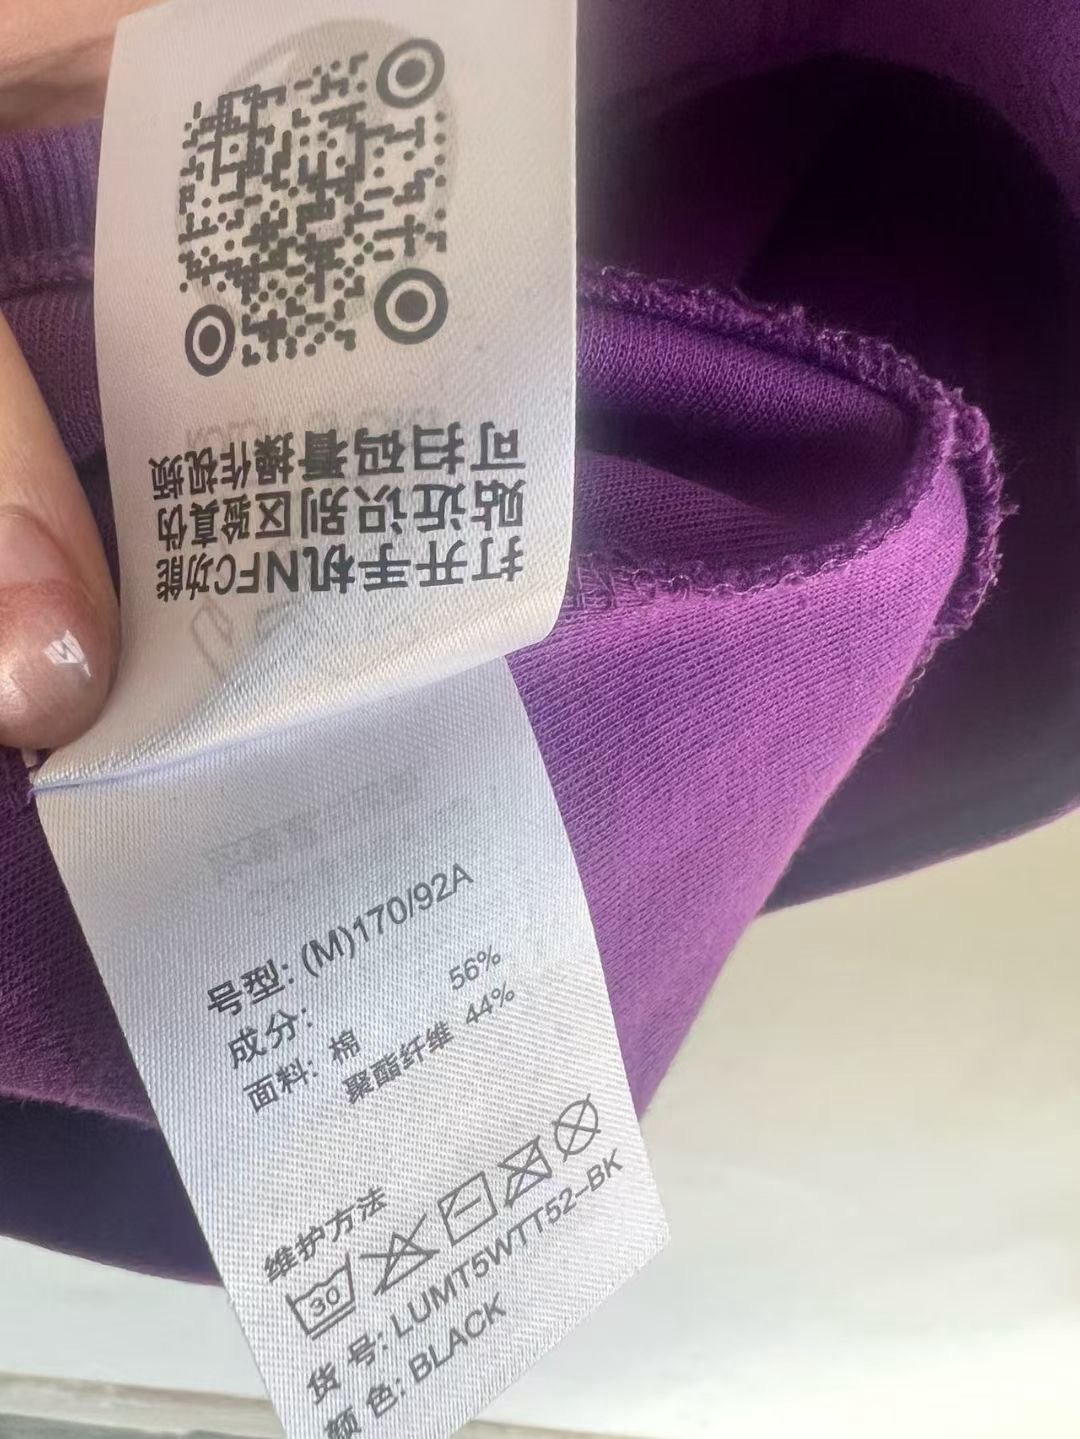 打开手机NFC功能
贴近识别区验真伪
可扫码看操作视频
号型: (M)170/92A
成分:
面料: 棉 56%
聚酯纤维 44%
维护方法
30
货 号: LUMT5WTT52-BK
颜 色: BLACK